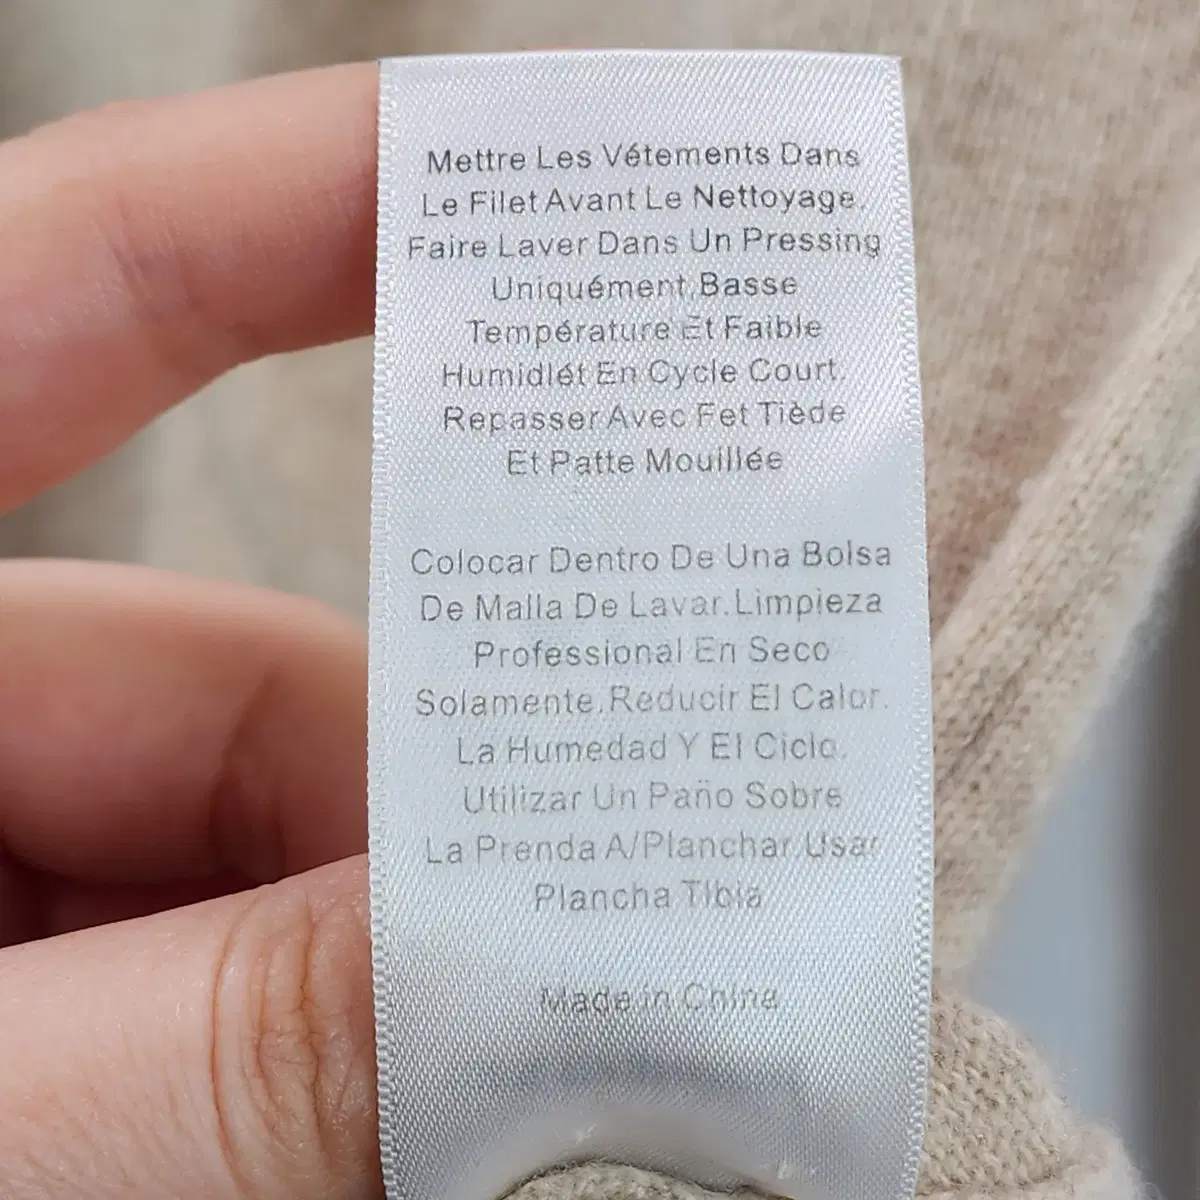 Mettre Les Vétements Dans
Le Filet Avant Le Nettoyage.
Faire Laver Dans Un Pressing
Uniquément,Basse
Température Et Faible
Humidlét En Cycle Court.
Repasser Avec Fet Tiède
Et Patte Mouillée
Colocar Dentro De Una Bolsa
De Malla De Lavar.Limpieza
Professional En Seco
Solamente.Reducir El Calor.
La Humedad Y El Ciclo.
Utilizar Un Paño Sobre
La Prenda A/Planchar.Usar
Plancha Tlbia
Made in China